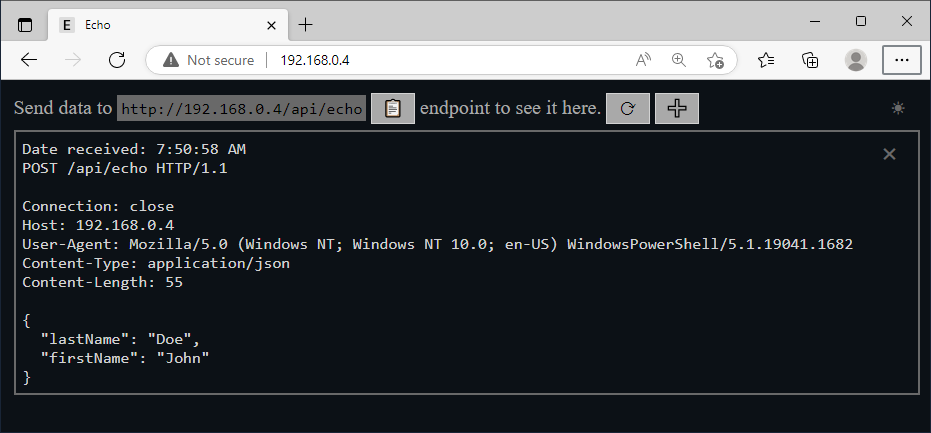 E Echo
Not secure 192.168.0.4
Send data to http://192.168.0.4/api/echo endpoint to see it here.
Date received: 7:50:58 AM
POST /api/echo HTTP/1.1
Connection: close
Host: 192.168.0.4
User-Agent: Mozilla/5.0 (Windows NT; Windows NT 10.0; en-US) WindowsPowerShell/5.1.19041.1682
Content-Type: application/json
Content-Length: 55
{
  "lastName": "Doe",
  "firstName": "John"
}